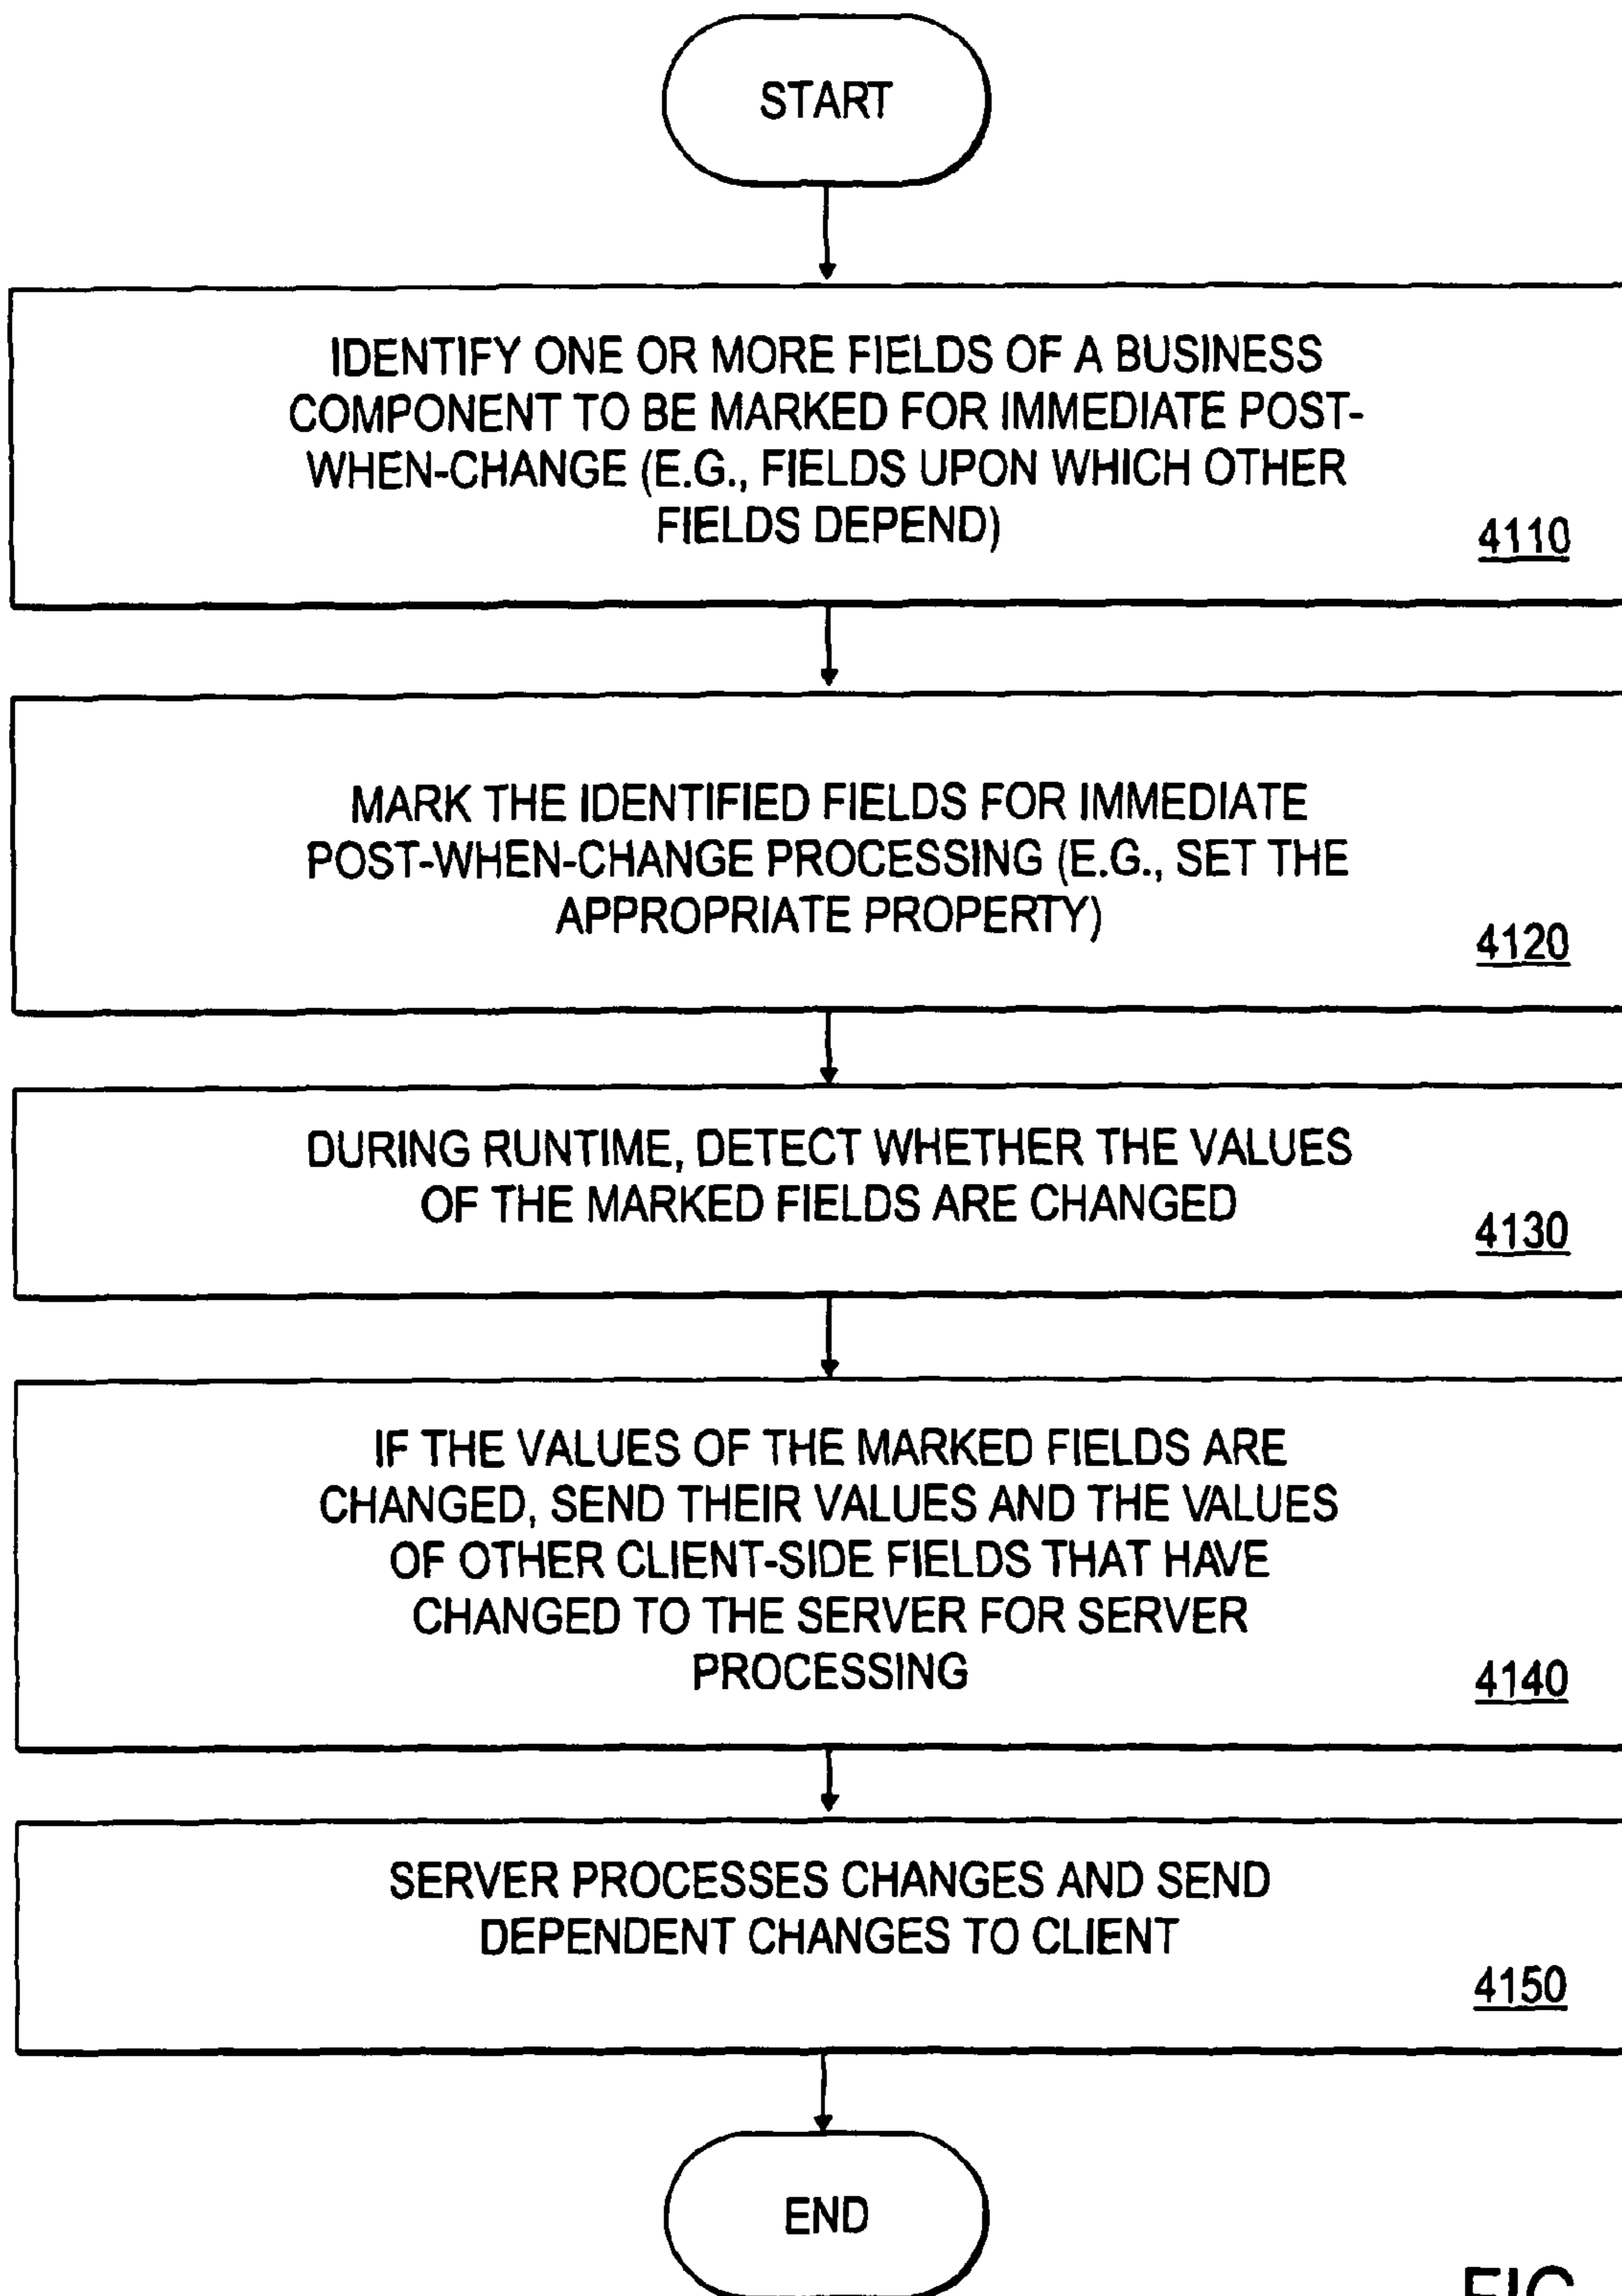 START
IDENTIFY ONE OR MORE FIELDS OF A BUSINESS
COMPONENT TO BE MARKED FOR IMMEDIATE POST-
WHEN-CHANGE (E.G., FIELDS UPON WHICH OTHER
FIELDS DEPEND)
4110
MARK THE IDENTIFIED FIELDS FOR IMMEDIATE
POST-WHEN-CHANGE PROCESSING (E.G., SET THE
APPROPRIATE PROPERTY)
4120
DURING RUNTIME, DETECT WHETHER THE VALUES
OF THE MARKED FIELDS ARE CHANGED
4130
IF THE VALUES OF THE MARKED FIELDS ARE
CHANGED, SEND THEIR VALUES AND THE VALUES
OF OTHER CLIENT-SIDE FIELDS THAT HAVE
CHANGED TO THE SERVER FOR SERVER
PROCESSING
4140
SERVER PROCESSES CHANGES AND SEND
DEPENDENT CHANGES TO CLIENT
4150
END
FIG